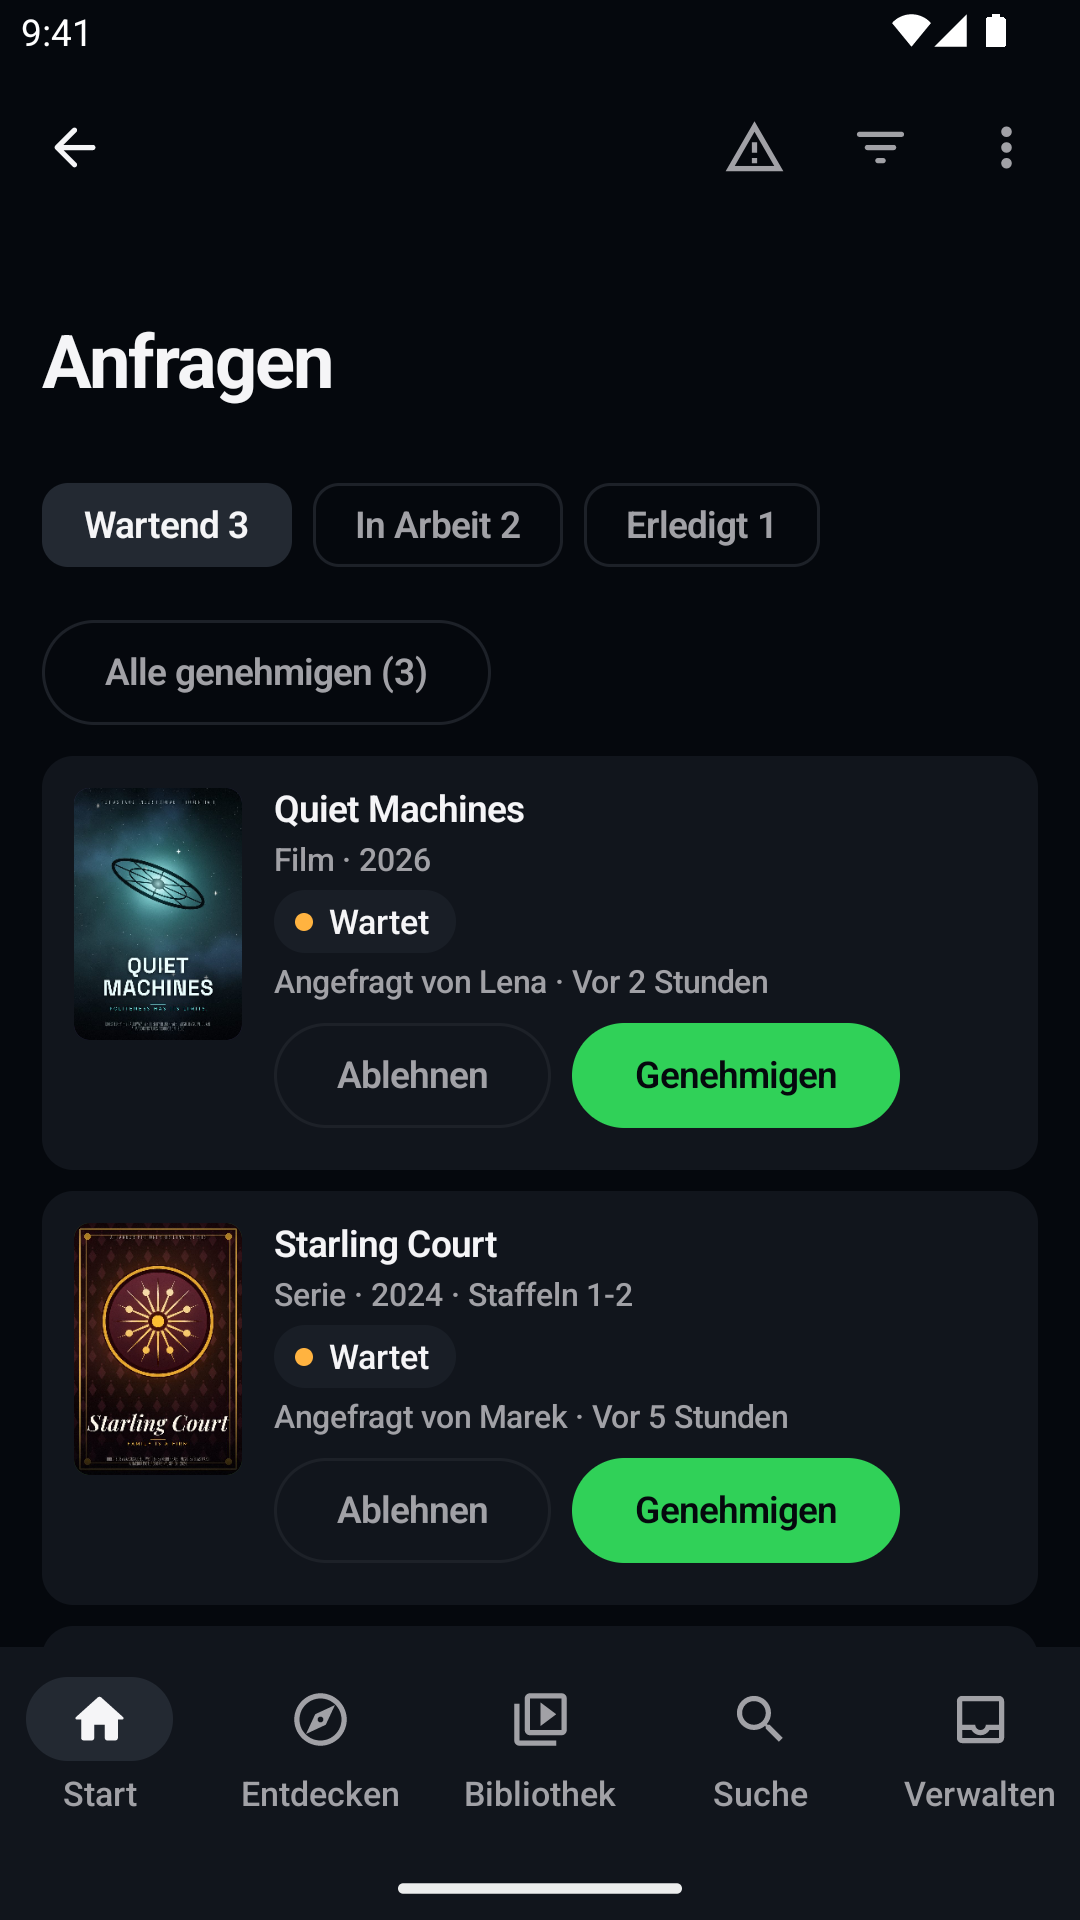 9:41
Anfragen
Wartend 3
In Arbeit 2
Erledigt 1
Alle genehmigen (3)
QUIET
MACHINES
Quiet Machines
Film · 2026
Wartet
Angefragt von Lena · Vor 2 Stunden
Ablehnen
Genehmigen
Starling Court
Starling Court
Serie · 2024 · Staffeln 1-2
Wartet
Angefragt von Marek · Vor 5 Stunden
Ablehnen
Genehmigen
Start
Entdecken
Bibliothek
Suche
Verwalten